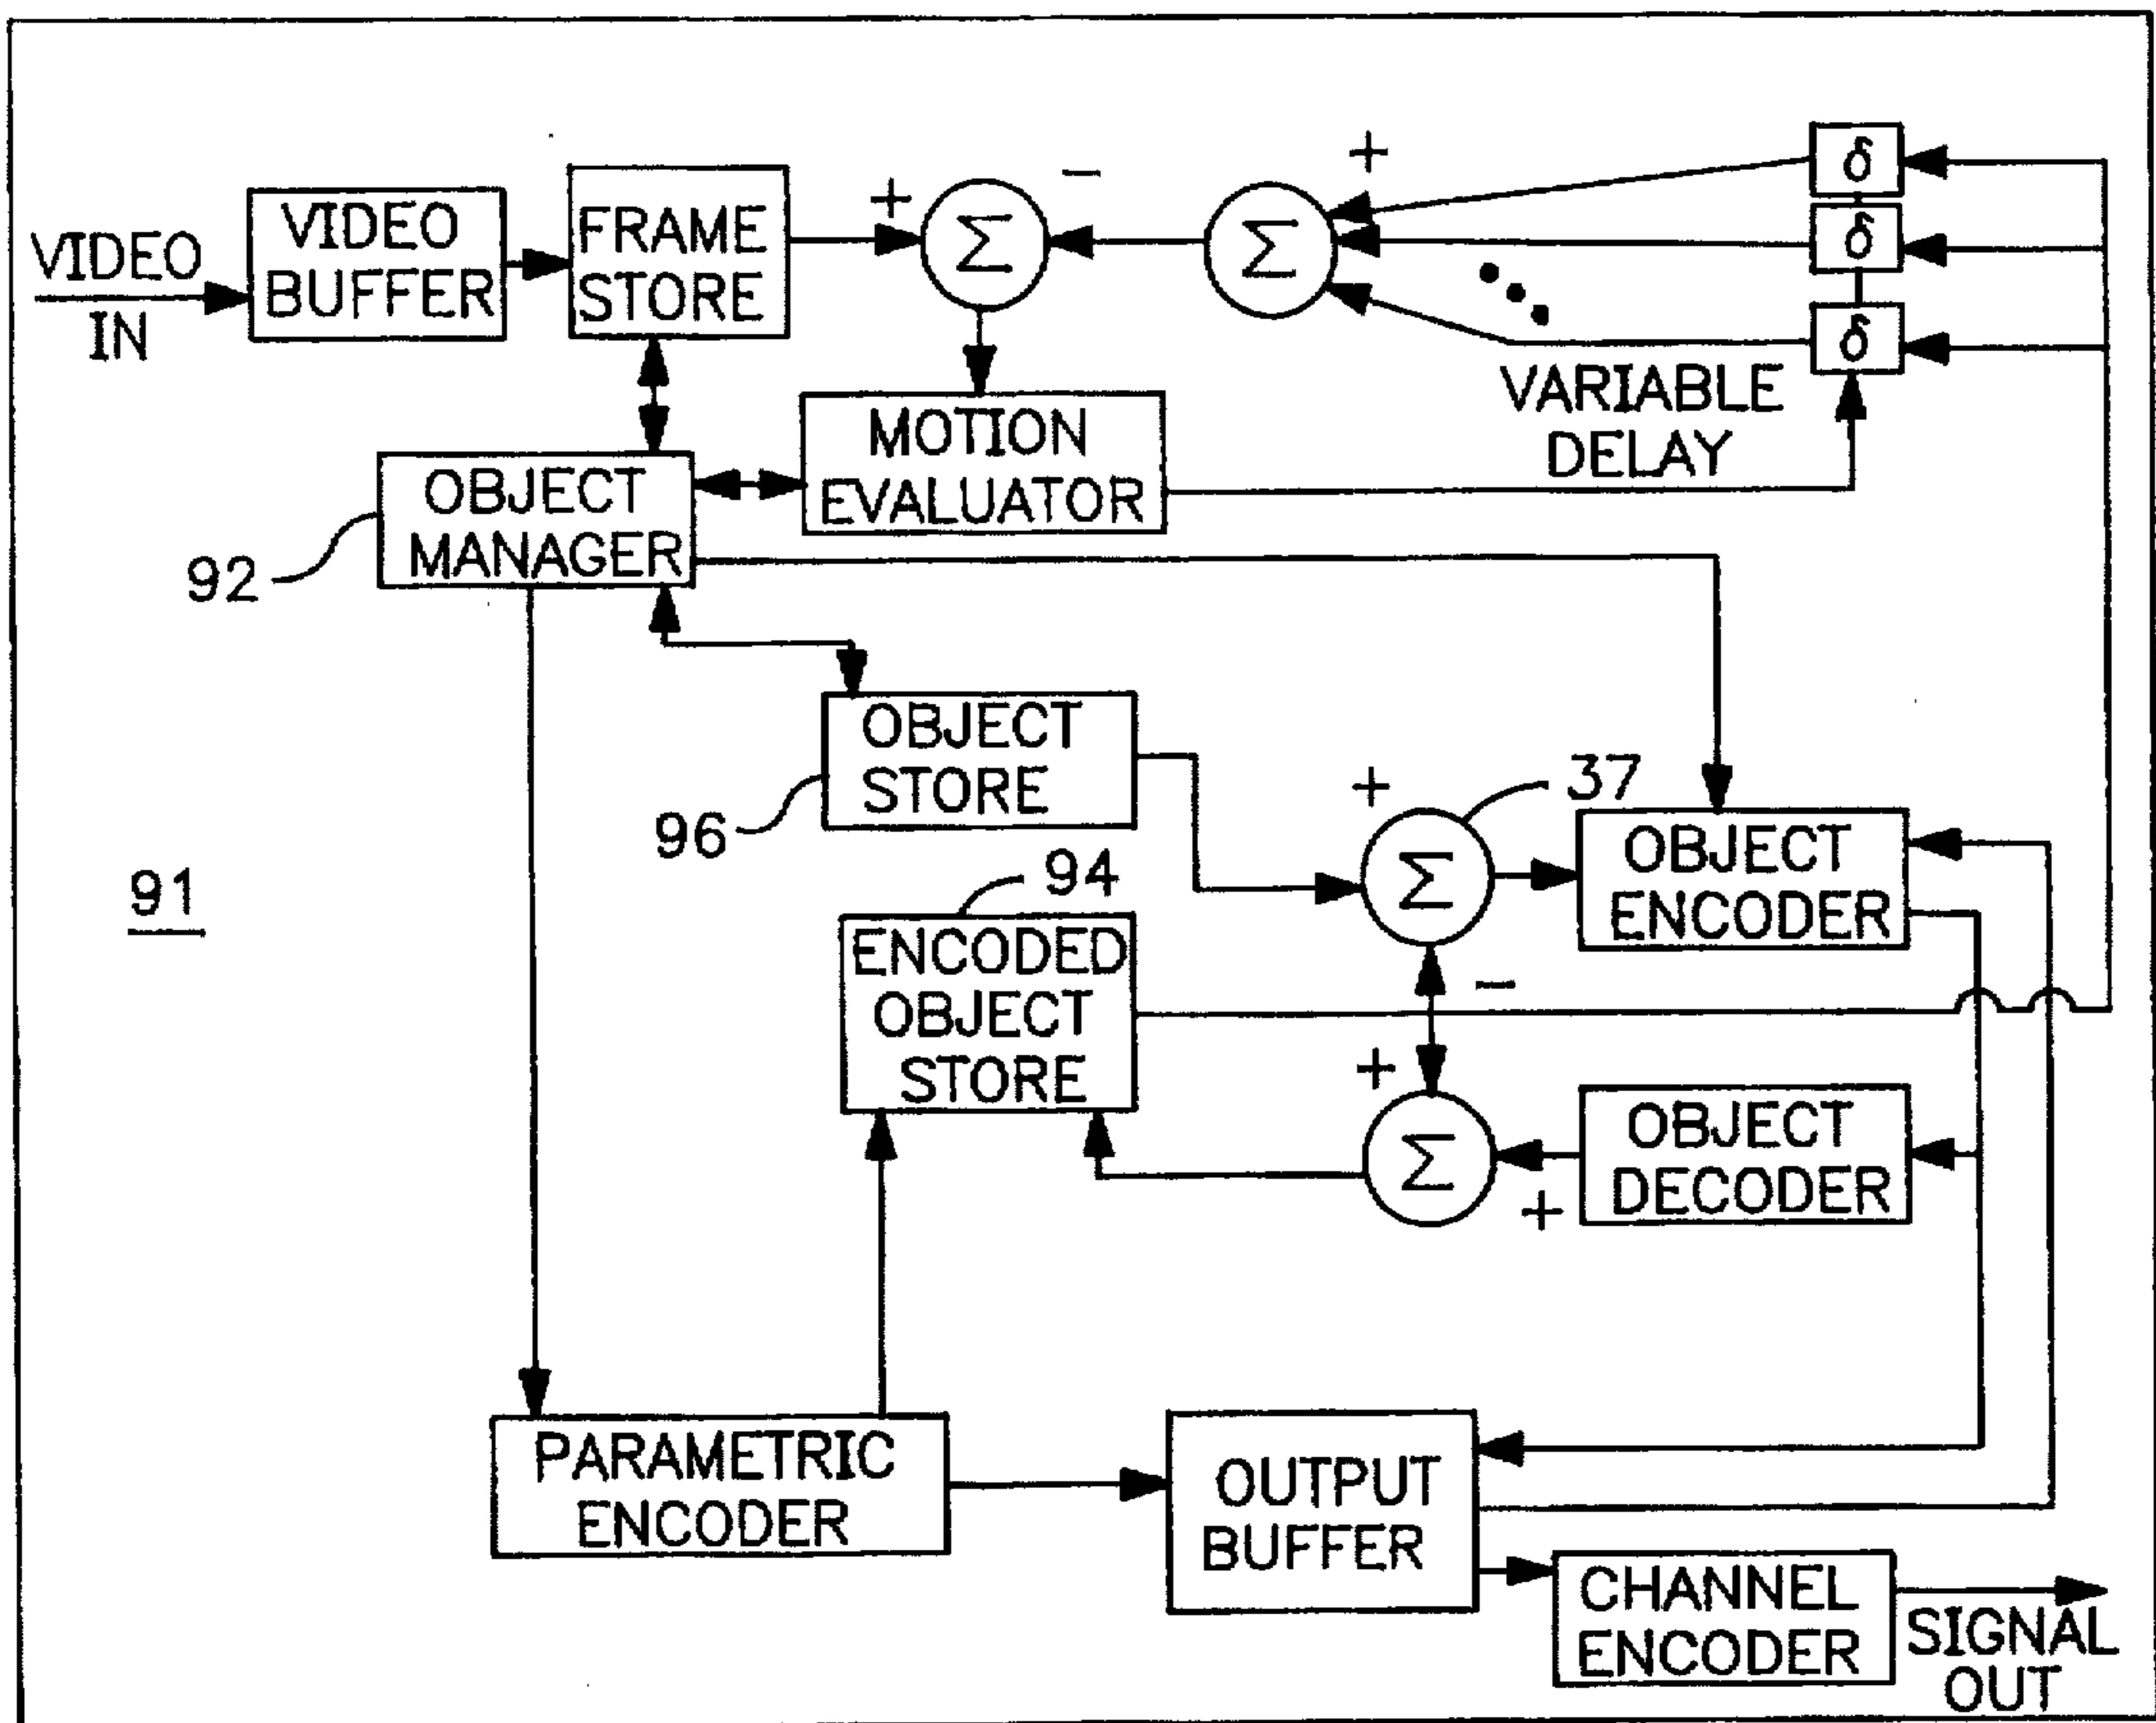 VIDEO
IN
VIDEO
BUFFER
FRAME
STORE
+
Σ
−
Σ
+
δ
δ
δ
VARIABLE
DELAY
MOTION
EVALUATOR
OBJECT
MANAGER
92
OBJECT
STORE
96
+
37
Σ
OBJECT
ENCODER
91
94
ENCODED
OBJECT
STORE
−
+
Σ
+
OBJECT
DECODER
PARAMETRIC
ENCODER
OUTPUT
BUFFER
CHANNEL
ENCODER
SIGNAL
OUT